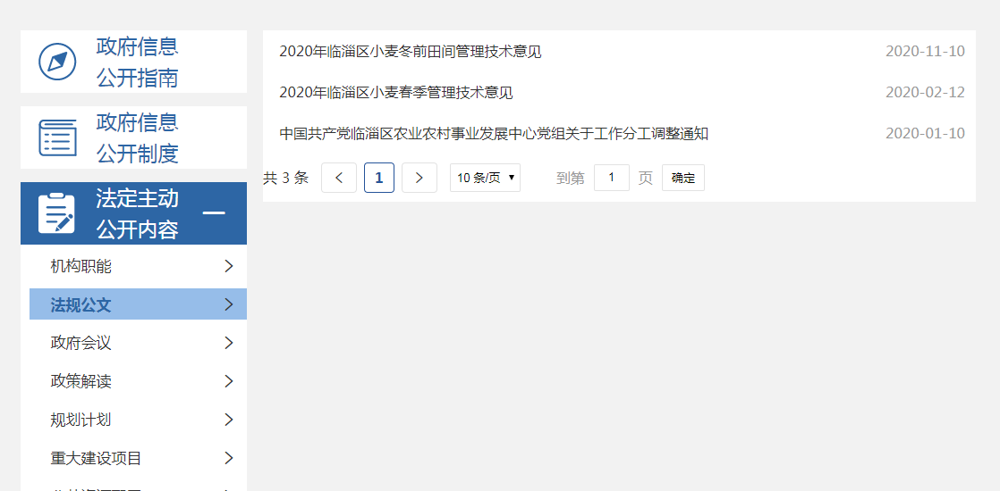 政府信息
公开指南
政府信息
公开制度
法定主动
公开内容
机构职能
法规公文
政府会议
政策解读
规划计划
重大建设项目
2020年临淄区小麦冬前田间管理技术意见 2020-11-10
2020年临淄区小麦春季管理技术意见 2020-02-12
中国共产党临淄区农业农村事业发展中心党组关于工作分工调整通知 2020-01-10
共 3 条 1 10 条/页 到第 1 页 确定